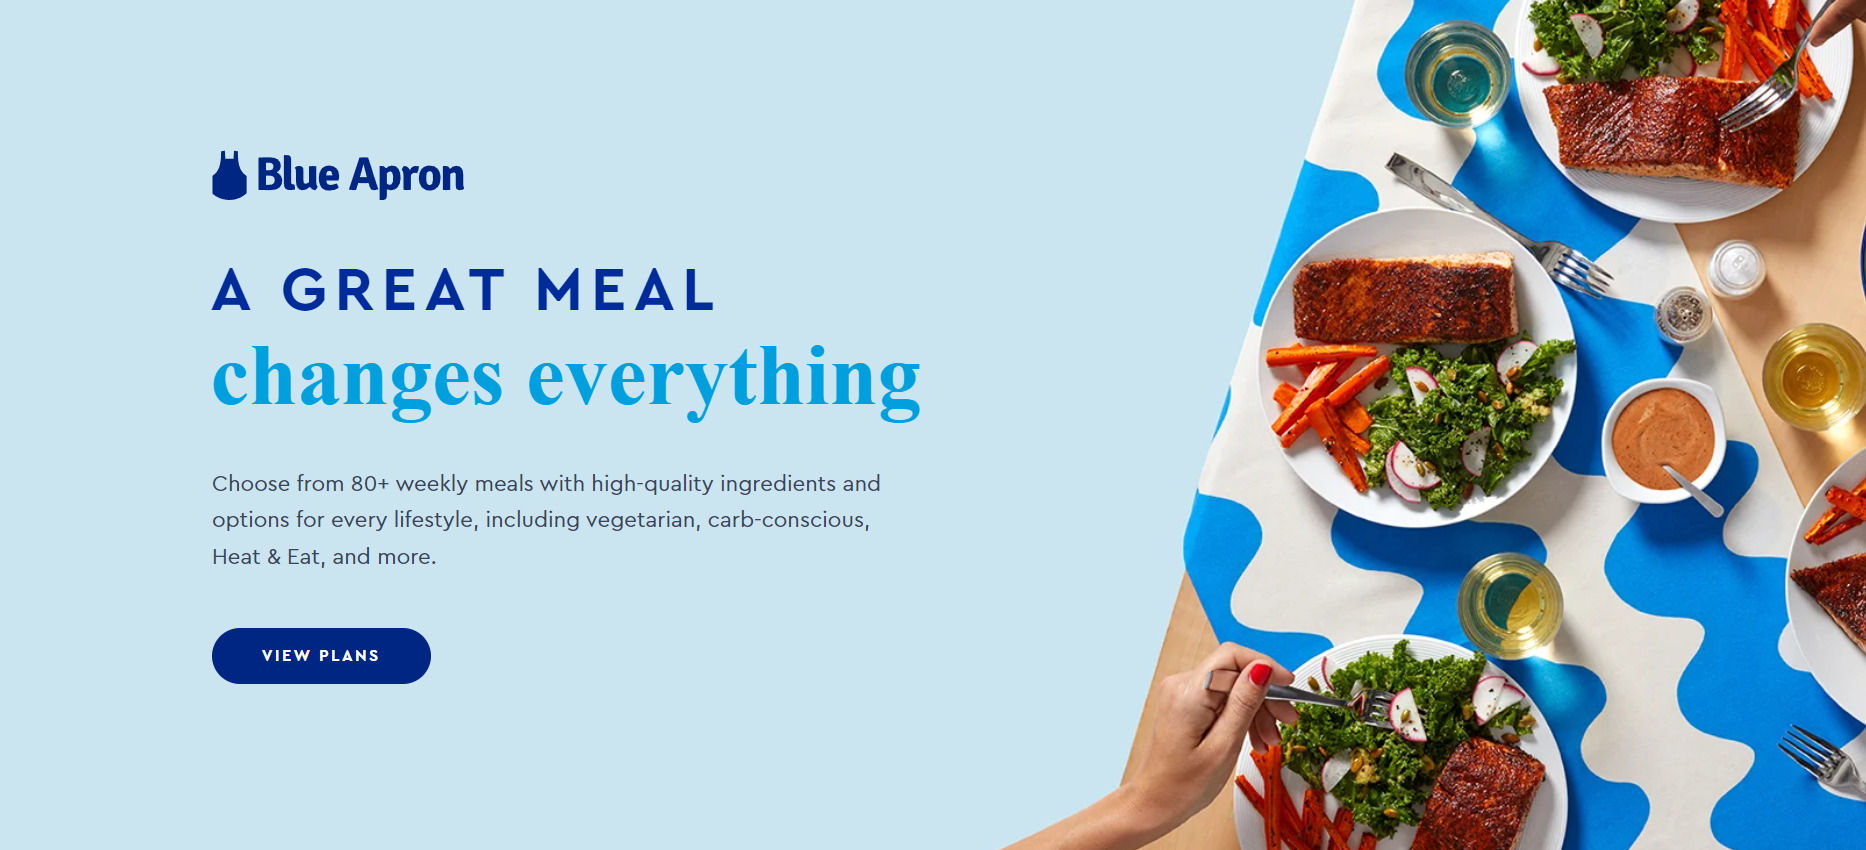 Blue Apron
A GREAT MEAL
changes everything
Choose from 80+ weekly meals with high-quality ingredients and
options for every lifestyle, including vegetarian, carb-conscious,
Heat & Eat, and more.
VIEW PLANS